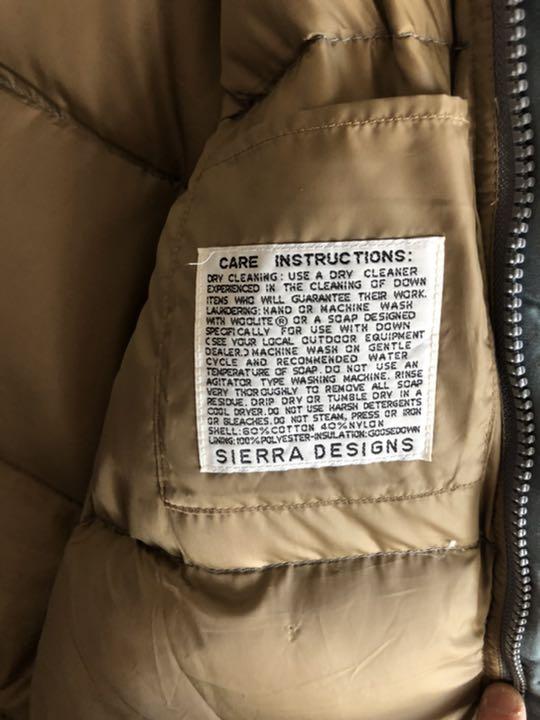 CARE INSTRUCTIONS:
DRY CLEANING: USE A DRY CLEANER
EXPERIENCED IN THE CLEANING OF DOWN
ITEMS WHO WILL GUARANTEE THEIR WORK.
LAUNDERING: HAND OR MACHINE WASH
WITH WOOLITE® OR A SOAP DESIGNED
SPECIFICALLY FOR USE WITH DOWN
(SEE YOUR LOCAL OUTDOOR EQUIPMENT
DEALER.) MACHINE WASH ON GENTLE
CYCLE AND RECOMMENDED WATER
TEMPERATURE OF SOAP. DO NOT USE AN
AGITATOR TYPE WASHING MACHINE. RINSE
VERY THOROUGHLY TO REMOVE ALL SOAP
RESIDUE. DRIP DRY OR TUMBLE DRY IN A
COOL DRYER. DO NOT USE HARSH DETERGENTS
OR BLEACHES. DO NOT STEAM, PRESS OR IRON
SHELL: 60% COTTON 40% NYLON
LINING: 100% POLYESTER-INSULATION: GOOSEDOWN
SIERRA DESIGNS